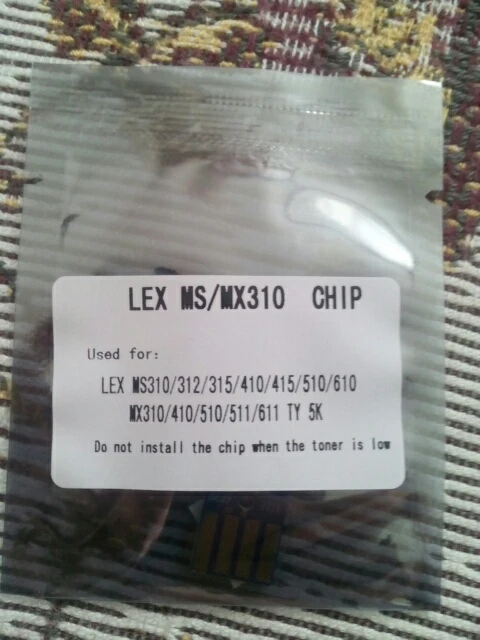 LEX MS/MX310 CHIP
Used for:
LEX MS310/312/315/410/415/510/610
MX310/410/510/511/611 TY 5K
Do not install the chip when the toner is low